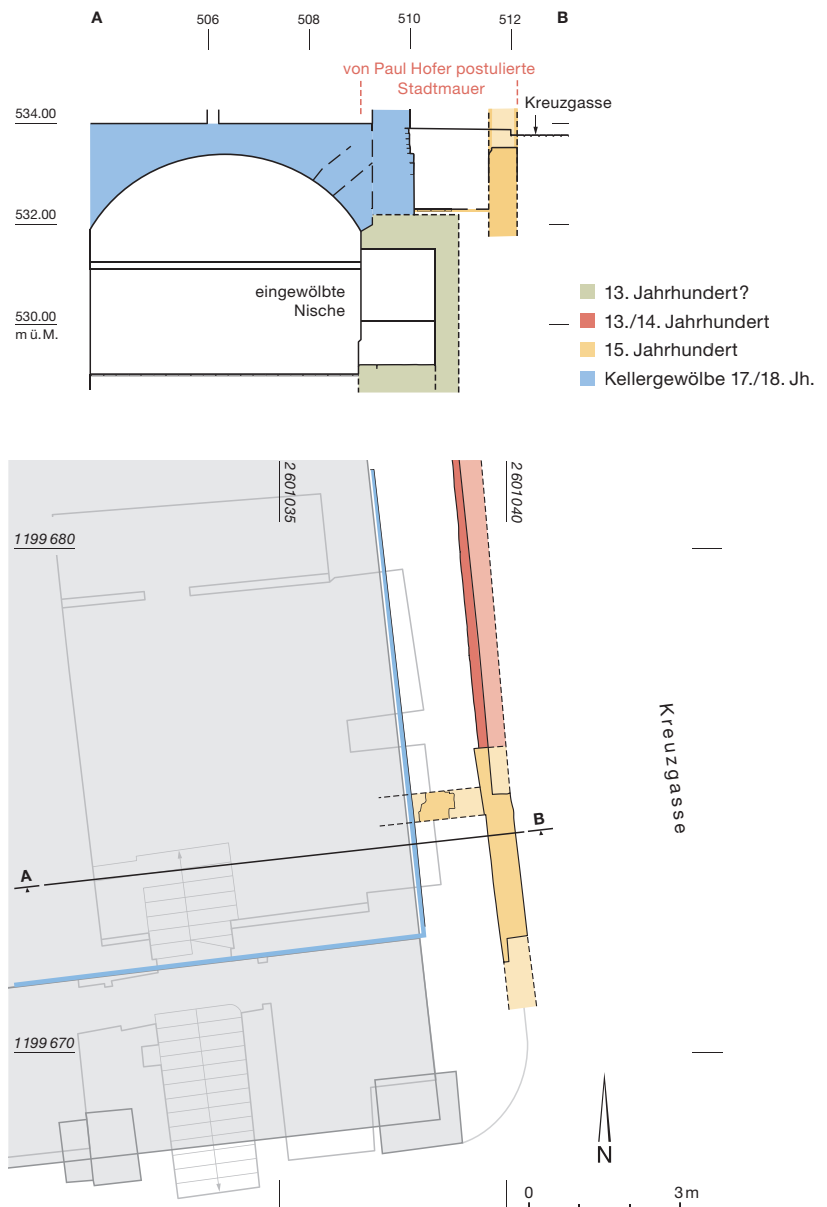 A 506 508 510 512 B
von Paul Hofer postulierte
Stadtmauer
Kreuzgasse
534.00
532.00
eingewölbte
Nische
530.00
m ü. M.
13. Jahrhundert?
13./14. Jahrhundert
15. Jahrhundert
Kellergewölbe 17./18. Jh.
2 601 035
2 601 040
1 199 680
Kreuzgasse
A
B
1 199 670
N
0 3 m